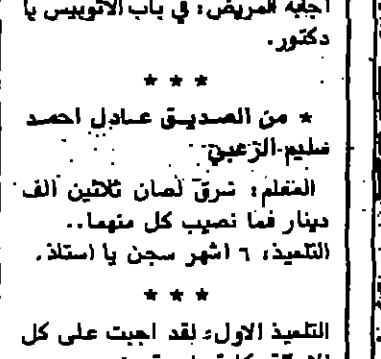 اجابه المريض: في باب الاتوبيس يا
دكتور.
* * *
* من الصديق عادل احمد
سليم الزعبي
المعلم: سرق لصان ثلاثين الف
دينار فما نصيب كل منهما..
التلميذ: ٦ اشهر سجن يا استاذ.
* * *
التلميذ الاول: لقد اجبت على كل